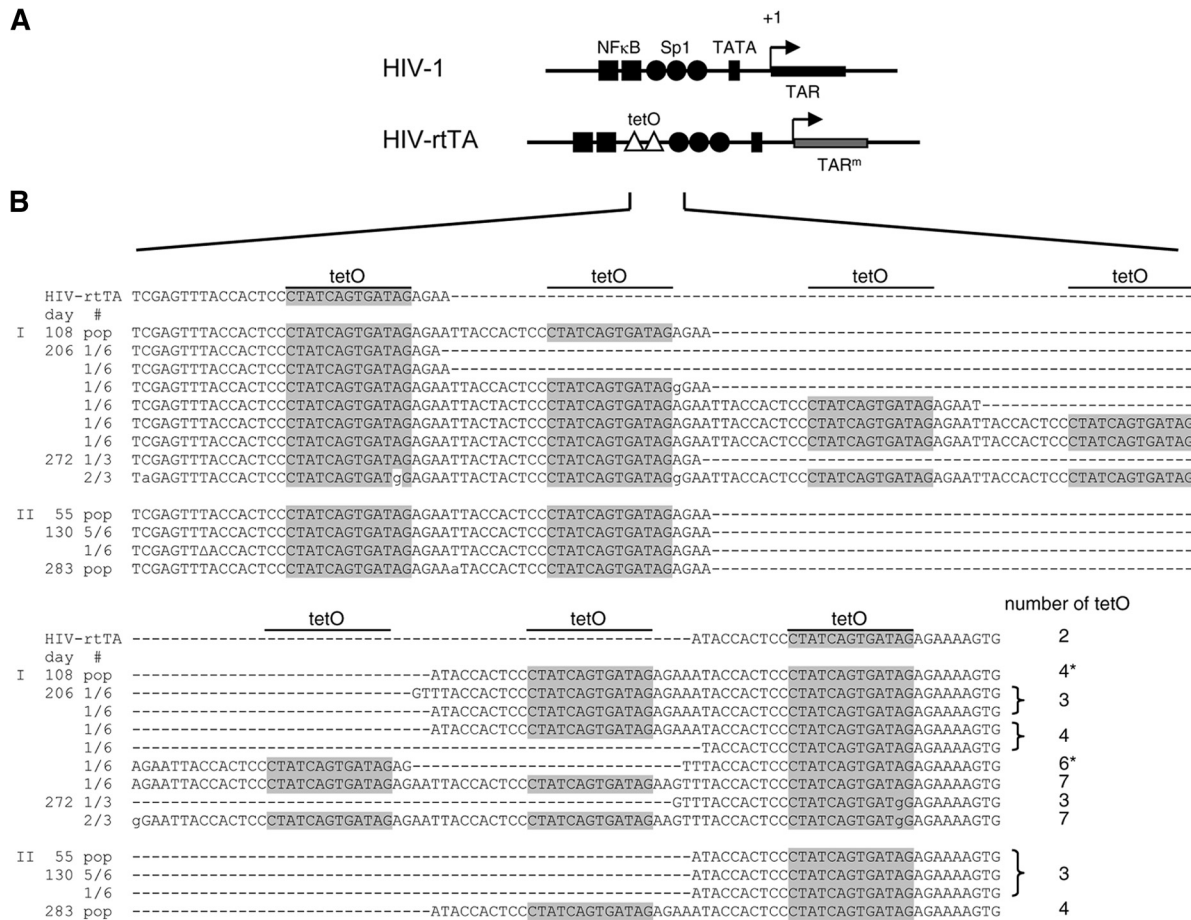 A
+1
NFκB Sp1 TATA
HIV-1
TAR
tetO
HIV-rtTA
TARᵐ
B
tetO tetO tetO tetO
HIV-rtTA TCGAGTTTACCACTCCCTATCAGTGATAGAGAA-----------------------------------------------------------------------------
day #
I 108 pop TCGAGTTTACCACTCCCTATCAGTGATAGAGAATTACCACTCCCTATCAGTGATAGAGAA--------------------------------------------------
206 1/6 TCGAGTTTACCACTCCCTATCAGTGATAGAGA------------------------------------------------------------------------------
1/6 TCGAGTTTACCACTCCCTATCAGTGATAGAGAA-----------------------------------------------------------------------------
1/6 TCGAGTTTACCACTCCCTATCAGTGATAGAGAATTACCACTCCCTATCAGTGATAGgGAA--------------------------------------------------
1/6 TCGAGTTTACCACTCCCTATCAGTGATAGAGAATTACTACTCCCTATCAGTGATAGAGAATTACCACTCCCTATCAGTGATAGAGAAT----------------------
1/6 TCGAGTTTACCACTCCCTATCAGTGATAGAGAATTACTACTCCCTATCAGTGATAGAGAATTACCACTCCCTATCAGTGATAGAGAATTACCACTCCCTATCAGTGATAG
1/6 TCGAGTTTACCACTCCCTATCAGTGATAGAGAATTACTACTCCCTATCAGTGATAGAGAATTACCACTCCCTATCAGTGATAGAGAATTACCACTCCCTATCAGTGATAG
272 1/3 TCGAGTTTACCACTCCCTATCAGTGATAGAGAATTACTACTCCCTATCAGTGATAGAGA---------------------------------------------------
2/3 TaGAGTTTACCACTCCCTATCAGTGATgGAGAATTACTACTCCCTATCAGTGATAGgGAATTACCACTCCCTATCAGTGATAGAGAATTACCACTCCCTATCAGTGATAG
II 55 pop TCGAGTTTACCACTCCCTATCAGTGATAGAGAATTACCACTCCCTATCAGTGATAGAGAA--------------------------------------------------
130 5/6 TCGAGTTTACCACTCCCTATCAGTGATAGAGAATTACCACTCCCTATCAGTGATAGAGAA--------------------------------------------------
1/6 TCGAGTTΔACCACTCCCTATCAGTGATAGAGAATTACCACTCCCTATCAGTGATAGAGAA--------------------------------------------------
283 pop TCGAGTTTACCACTCCCTATCAGTGATAGAGAAaTACCACTCCCTATCAGTGATAGAGAA--------------------------------------------------
tetO tetO tetO number of tetO
HIV-rtTA ----------------------------------------------------------ATACCACTCCCTATCAGTGATAGAGAAAAGTG 2
day #
I 108 pop -------------------------------ATACCACTCCCTATCAGTGATAGAGAAATACCACTCCCTATCAGTGATAGAGAAAAGTG 4*
206 1/6 -----------------------------GTTTACCACTCCCTATCAGTGATAGAGAAATACCACTCCCTATCAGTGATAGAGAAAAGTG } 3
1/6 -------------------------------ATACCACTCCCTATCAGTGATAGAGAAATACCACTCCCTATCAGTGATAGAGAAAAGTG
1/6 -------------------------------ATACCACTCCCTATCAGTGATAGAGAAATACCACTCCCTATCAGTGATAGAGAAAAGTG } 4
1/6 -----------------------------------------------------------TACCACTCCCTATCAGTGATAGAGAAAAGTG
1/6 AGAATTACCACTCCCTATCAGTGATAGAG----------------------------TTTACCACTCCCTATCAGTGATAGAGAAAAGTG 6*
1/6 AGAATTACCACTCCCTATCAGTGATAGAGAATTACCACTCCCTATCAGTGATAGAAGTTTACCACTCCCTATCAGTGATAGAGAAAAGTG 7
272 1/3 --------------------------------------------------------GTTTACCACTCCCTATCAGTGATgGAGAAAAGTG 3
2/3 gGAATTACCACTCCCTATCAGTGATAGAGAATTACCACTCCCTATCAGTGATAGAAGTTTACCACTCCCTATCAGTGATgGAGAAAAGTG 7
II 55 pop ----------------------------------------------------------ATACCACTCCCTATCAGTGATAGAGAAAAGTG } 3
130 5/6 ----------------------------------------------------------ATACCACTCCCTATCAGTGATAGAGAAAAGTG
1/6 ----------------------------------------------------------ATACCACTCCCTATCAGTGATAGAGAAAAGTG
283 pop -------------------------------ATACCACTCCCTATCAGTGATAGAGAAATACCACTCCCTATCAGTGATAGAGAAAAGTG 4